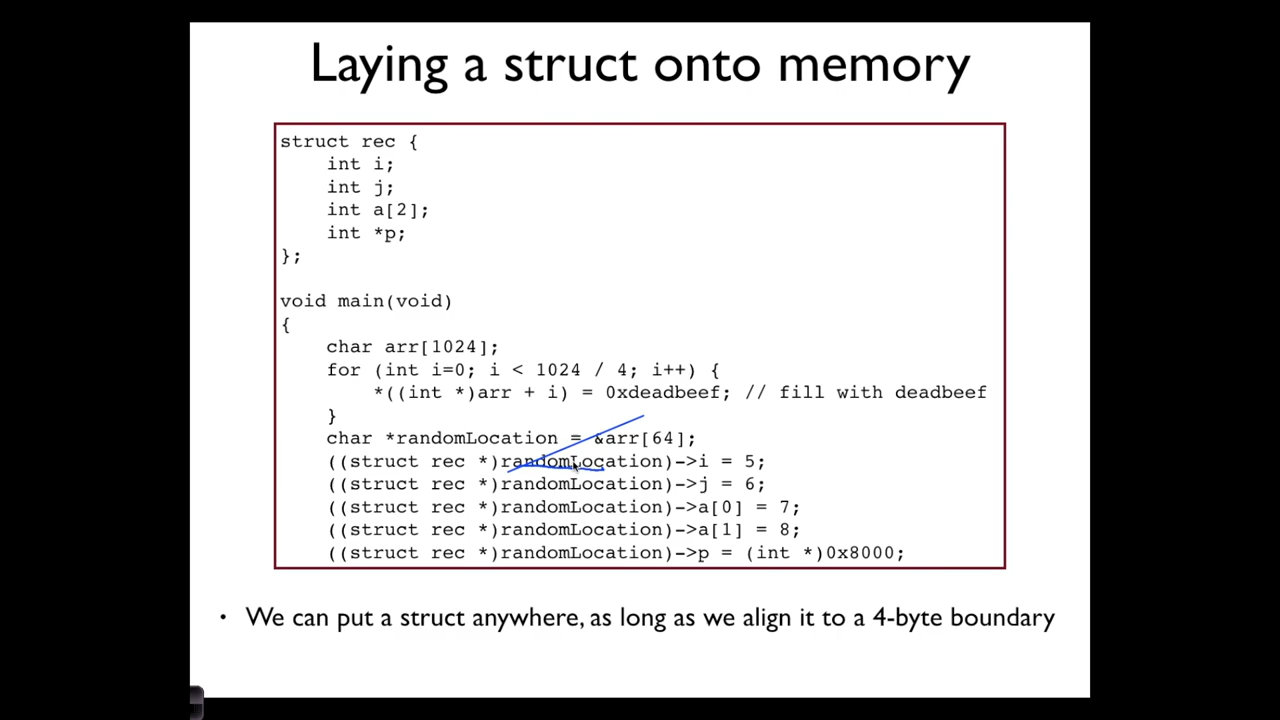 Laying a struct onto memory
struct rec {
    int i;
    int j;
    int a[2];
    int *p;
};
void main(void)
{
    char arr[1024];
    for (int i=0; i < 1024 / 4; i++) {
        *((int *)arr + i) = 0xdeadbeef; // fill with deadbeef
    }
    char *randomLocation = &arr[64];
    ((struct rec *)randomLocation)->i = 5;
    ((struct rec *)randomLocation)->j = 6;
    ((struct rec *)randomLocation)->a[0] = 7;
    ((struct rec *)randomLocation)->a[1] = 8;
    ((struct rec *)randomLocation)->p = (int *)0x8000;
• We can put a struct anywhere, as long as we align it to a 4-byte boundary